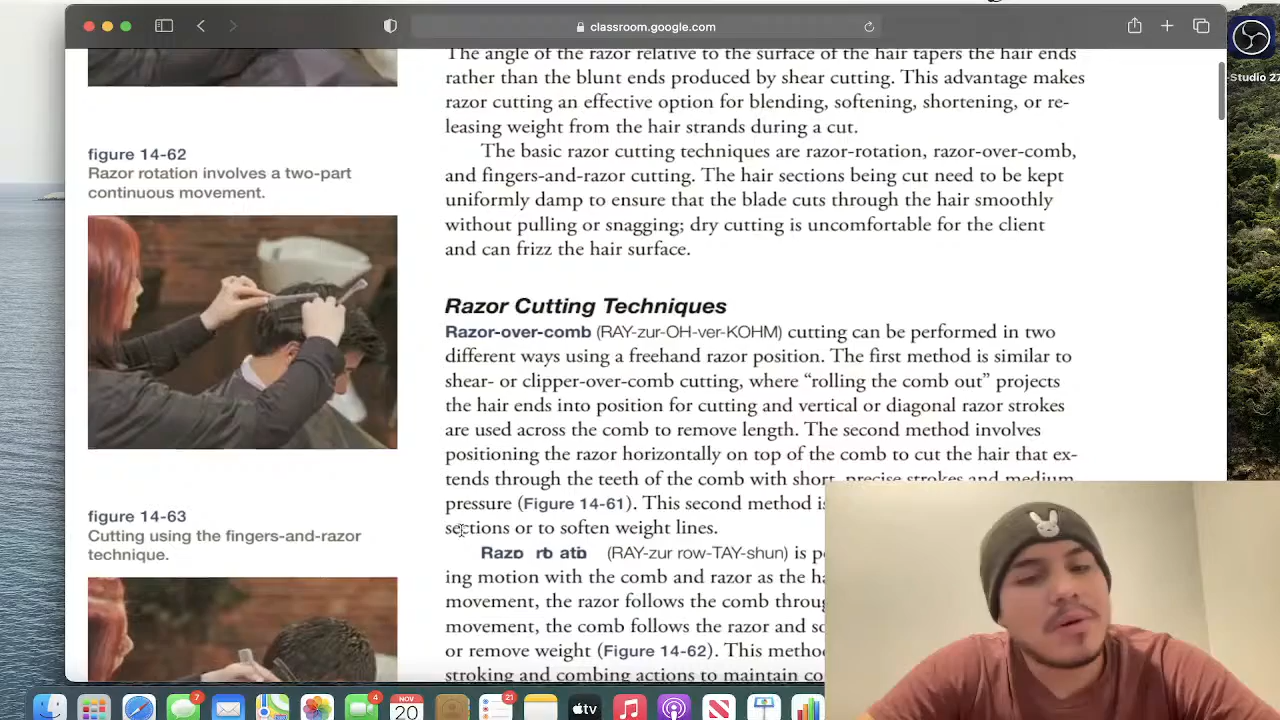 classroom.google.com
-Studio 27
The angle of the razor relative to the surface of the hair tapers the hair ends
rather than the blunt ends produced by shear cutting. This advantage makes
razor cutting an effective option for blending, softening, shortening, or re-
leasing weight from the hair strands during a cut.
The basic razor cutting techniques are razor-rotation, razor-over-comb,
and fingers-and-razor cutting. The hair sections being cut need to be kept
uniformly damp to ensure that the blade cuts through the hair smoothly
without pulling or snagging; dry cutting is uncomfortable for the client
and can frizz the hair surface.
figure 14-62
Razor rotation involves a two-part
continuous movement.
Razor Cutting Techniques
Razor-over-comb (RAY-zur-OH-ver-KOHM) cutting can be performed in two
different ways using a freehand razor position. The first method is similar to
shear- or clipper-over-comb cutting, where “rolling the comb out” projects
the hair ends into position for cutting and vertical or diagonal razor strokes
are used across the comb to remove length. The second method involves
positioning the razor horizontally on top of the comb to cut the hair that ex-
tends through the teeth of the comb with short, precise strokes and medium
pressure (Figure 14-61). This second method is
sections or to soften weight lines.
(RAY-zur row-TAY-shun) is
ing motion with the comb and razor as the
movement, the razor follows the comb
movement, the comb follows the razor and
or remove weight (Figure 14-62). This
stroking and combing actions to maintain
figure 14-63
Cutting using the fingers-and-razor
technique.
7
4
NOV
20
21
tv